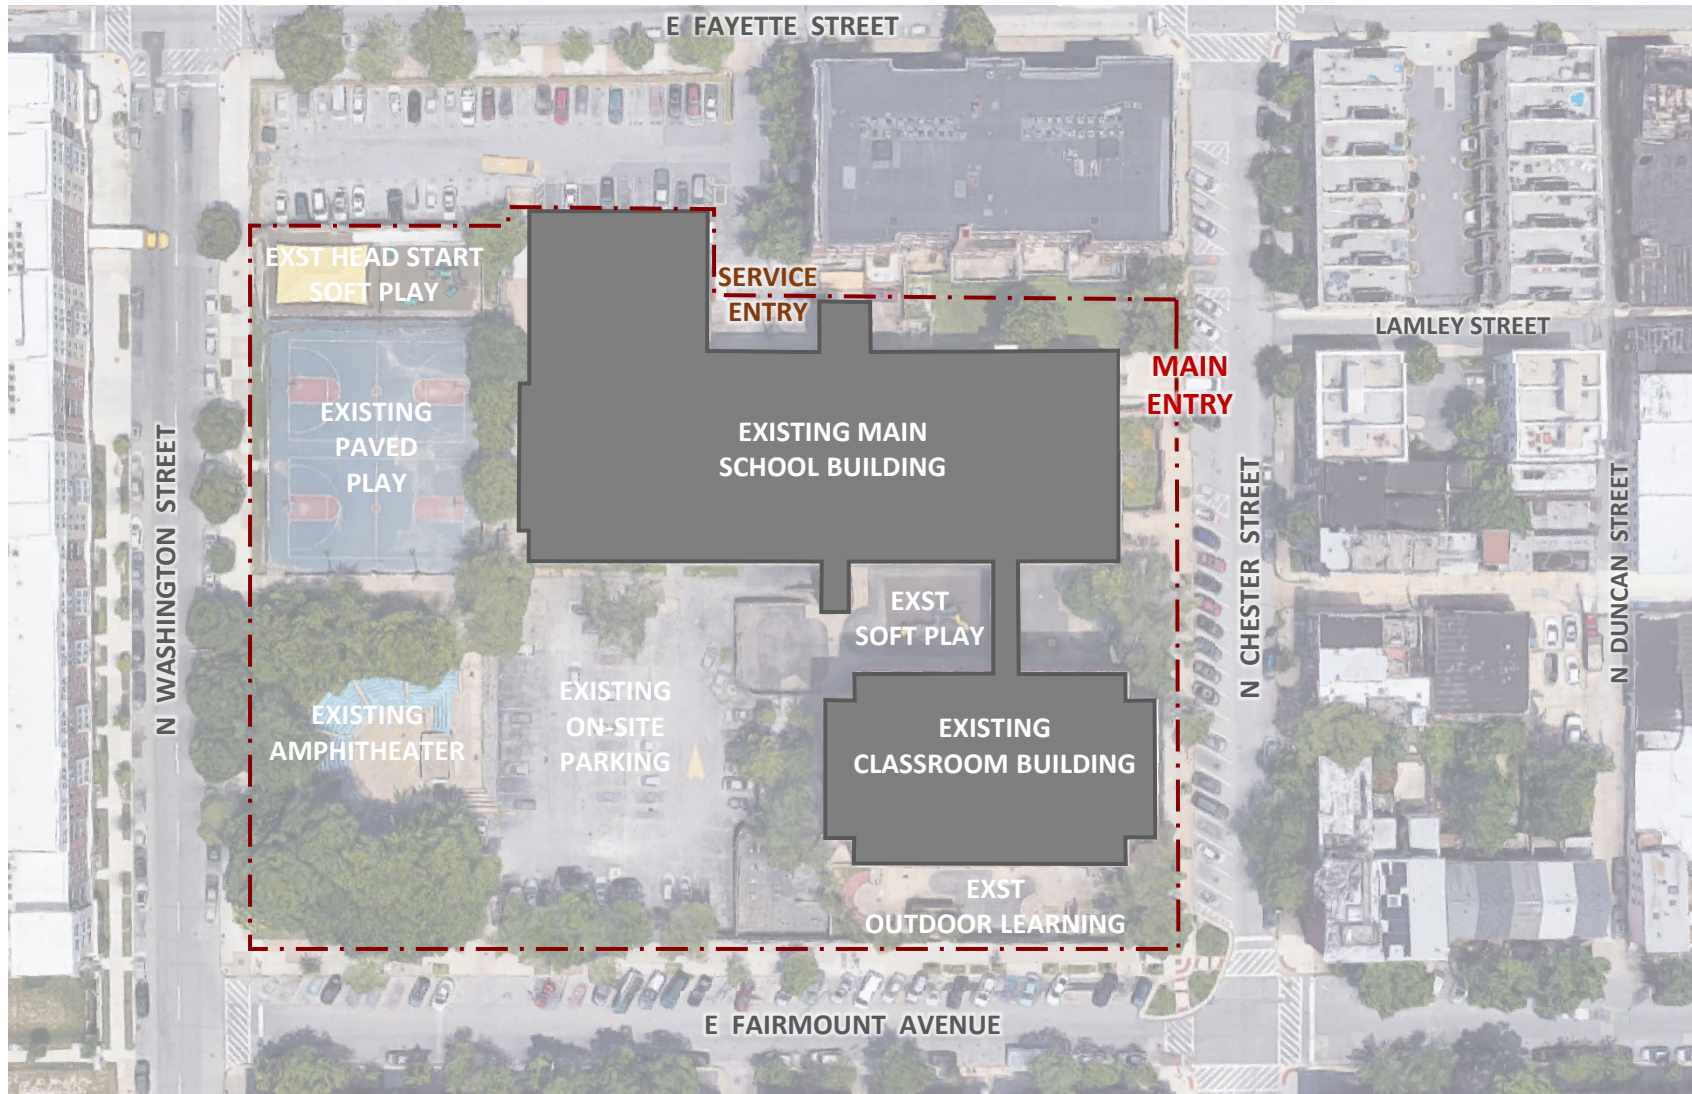 E FAYETTE STREET
EXST HEAD START
SOFT PLAY
SERVICE
ENTRY
LAMLEY STREET
MAIN
ENTRY
EXISTING
PAVED
PLAY
EXISTING MAIN
SCHOOL BUILDING
N WASHINGTON STREET
N CHESTER STREET
N DUNCAN STREET
EXST
SOFT PLAY
EXISTING
ON-SITE
PARKING
EXISTING
AMPHITHEATER
EXISTING
CLASSROOM BUILDING
EXST
OUTDOOR LEARNING
E FAIRMOUNT AVENUE